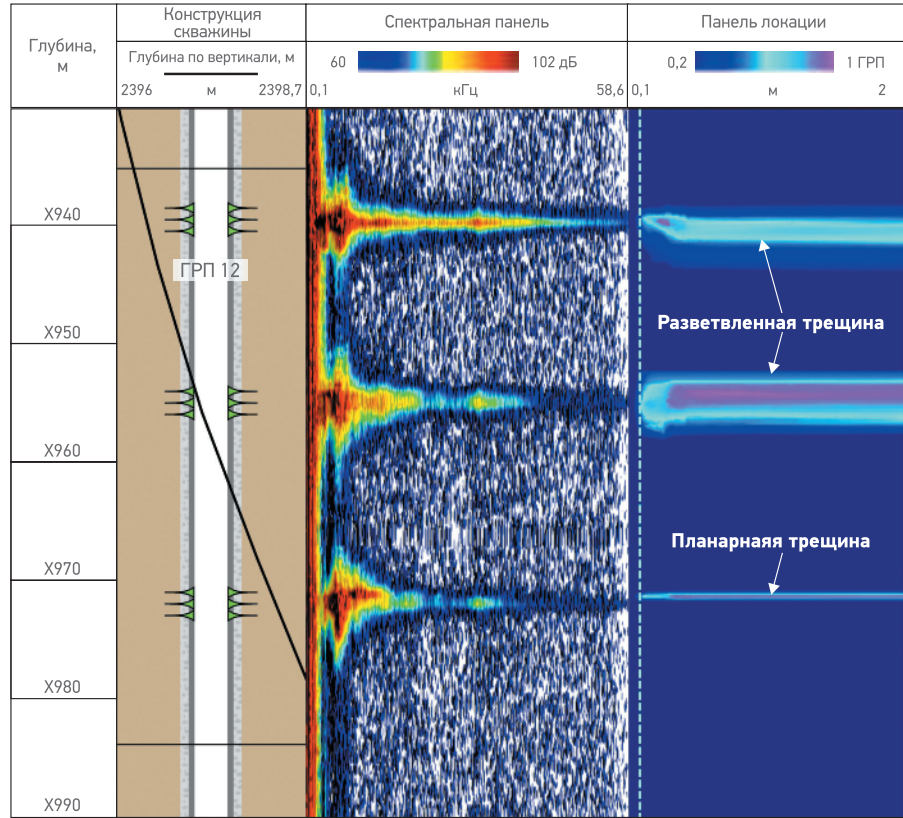 Глубина,
м
Конструкция
скважины
Глубина по вертикали, м
2396 м 2398,7
Спектральная панель
60 102 дБ
0,1 кГц 58,6
Панель локации
0,2 1 ГРП
0,1 м 2
X940
X950
X960
X970
X980
X990
ГРП 12
Разветвленная трещина
Планарнаяя трещина